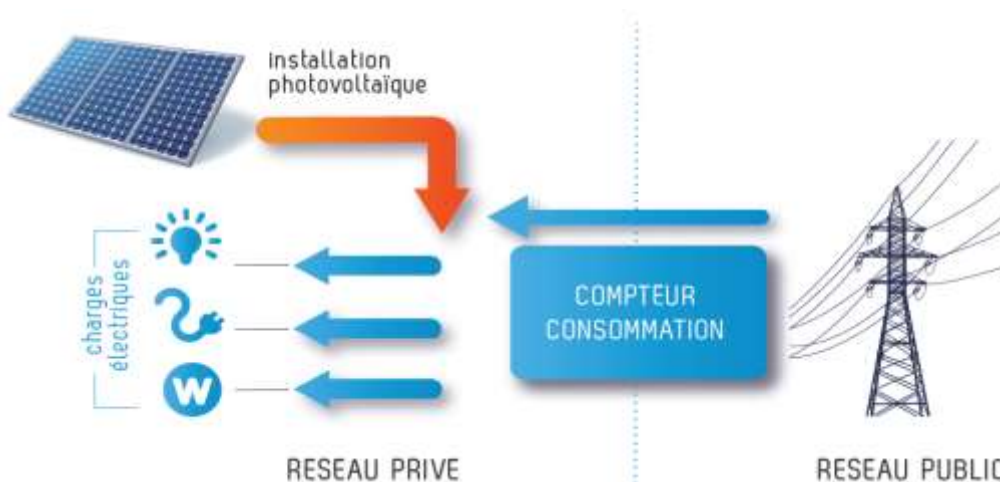 installation
photovoltaïque
charges
électriques
W
COMPTEUR
CONSOMMATION
RESEAU PRIVE
RESEAU PUBLIC